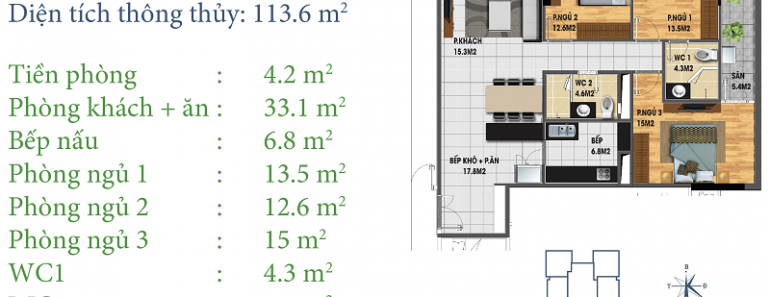 Diện tích thông thủy: 113.6 m²
Tiền phòng : 4.2 m²
Phòng khách + ăn : 33.1 m²
Bếp nấu : 6.8 m²
Phòng ngủ 1 : 13.5 m²
Phòng ngủ 2 : 12.6 m²
Phòng ngủ 3 : 15 m²
WC1 : 4.3 m²
P.KHÁCH
15.3M2
P.NGỦ 2
12.6M2
P.NGỦ 1
13.5M2
WC 1
4.3M2
SÂN
5.4M2
WC 2
4.6M2
P.NGỦ 3
15M2
BẾP
6.8M2
BẾP KHÔ + P.ĂN
17.8M2
B
T
Đ